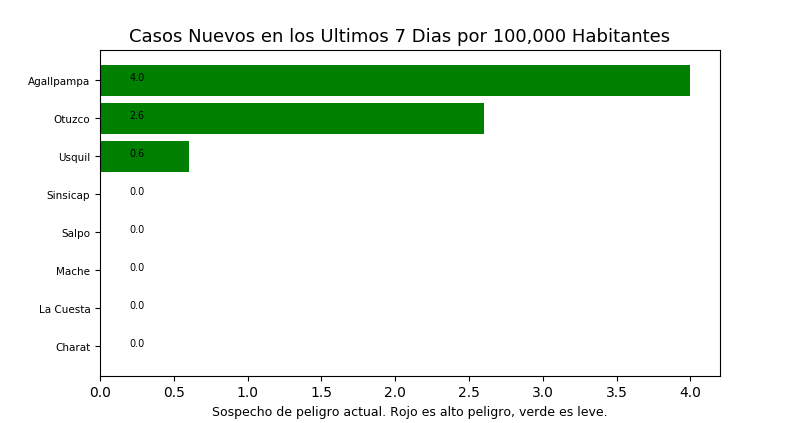 Casos Nuevos en los Ultimos 7 Dias por 100,000 Habitantes
Agallpampa 4.0
Otuzco 2.6
Usquil 0.6
Sinsicap 0.0
Salpo 0.0
Mache 0.0
La Cuesta 0.0
Charat 0.0
0.0 0.5 1.0 1.5 2.0 2.5 3.0 3.5 4.0
Sospecho de peligro actual. Rojo es alto peligro, verde es leve.